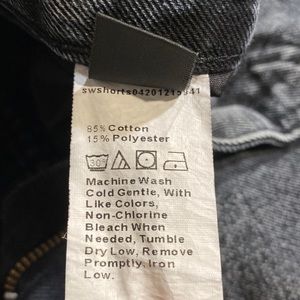 swshorts04201215941
85% Cotton
15% Polyester
Machine Wash
Cold Gentle, With
Like Colors,
Non-Chlorine
Bleach When
Needed, Tumble
Dry Low, Remove
Promptly, Iron
Low.